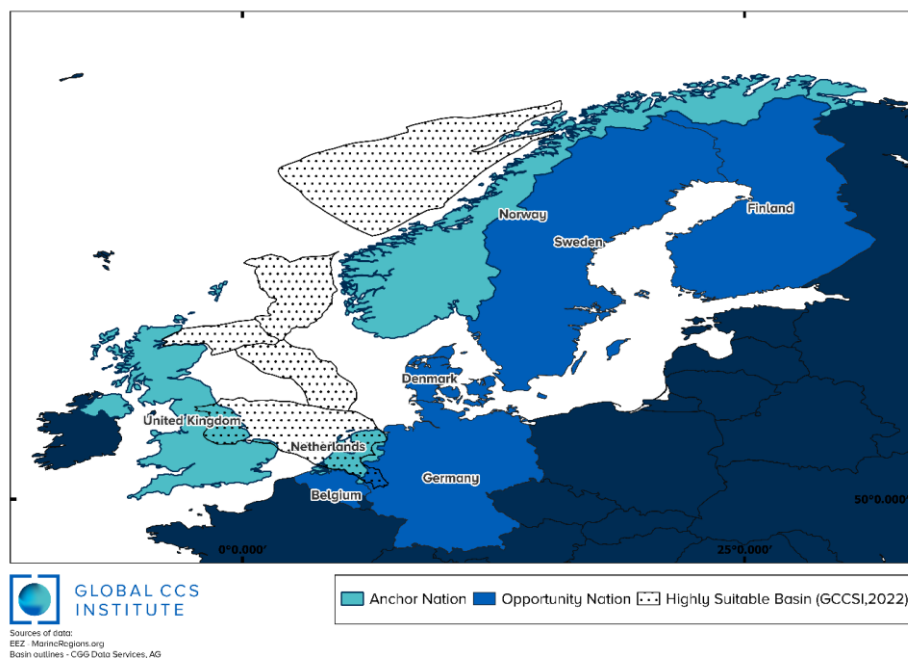 Norway
Finland
Sweden
Denmark
United Kingdom
Netherlands
Germany
Belgium
50°0.000'
0°0.000'
25°0.000'
GLOBAL CCS
INSTITUTE
Anchor Nation
Opportunity Nation
Highly Suitable Basin (GCCSI,2022)
Sources of data:
EEZ - MarineRegions.org
Basin outlines - CGG Data Services, AG